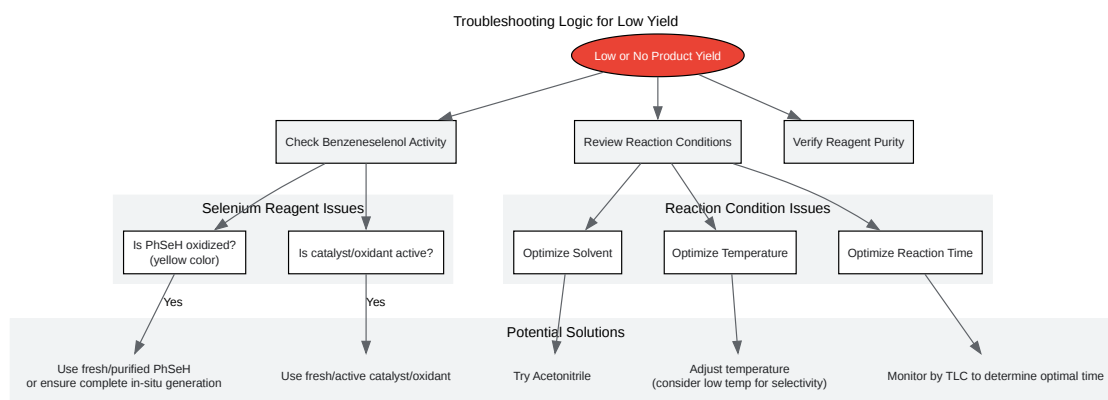 Troubleshooting Logic for Low Yield
Low or No Product Yield
Check Benzeneselenol Activity
Review Reaction Conditions
Verify Reagent Purity
Selenium Reagent Issues
Reaction Condition Issues
Is PhSeH oxidized?
(yellow color)
Is catalyst/oxidant active?
Optimize Solvent
Optimize Temperature
Optimize Reaction Time
Yes
Yes
Potential Solutions
Use fresh/purified PhSeH
or ensure complete in-situ generation
Use fresh/active catalyst/oxidant
Try Acetonitrile
Adjust temperature
(consider low temp for selectivity)
Monitor by TLC to determine optimal time